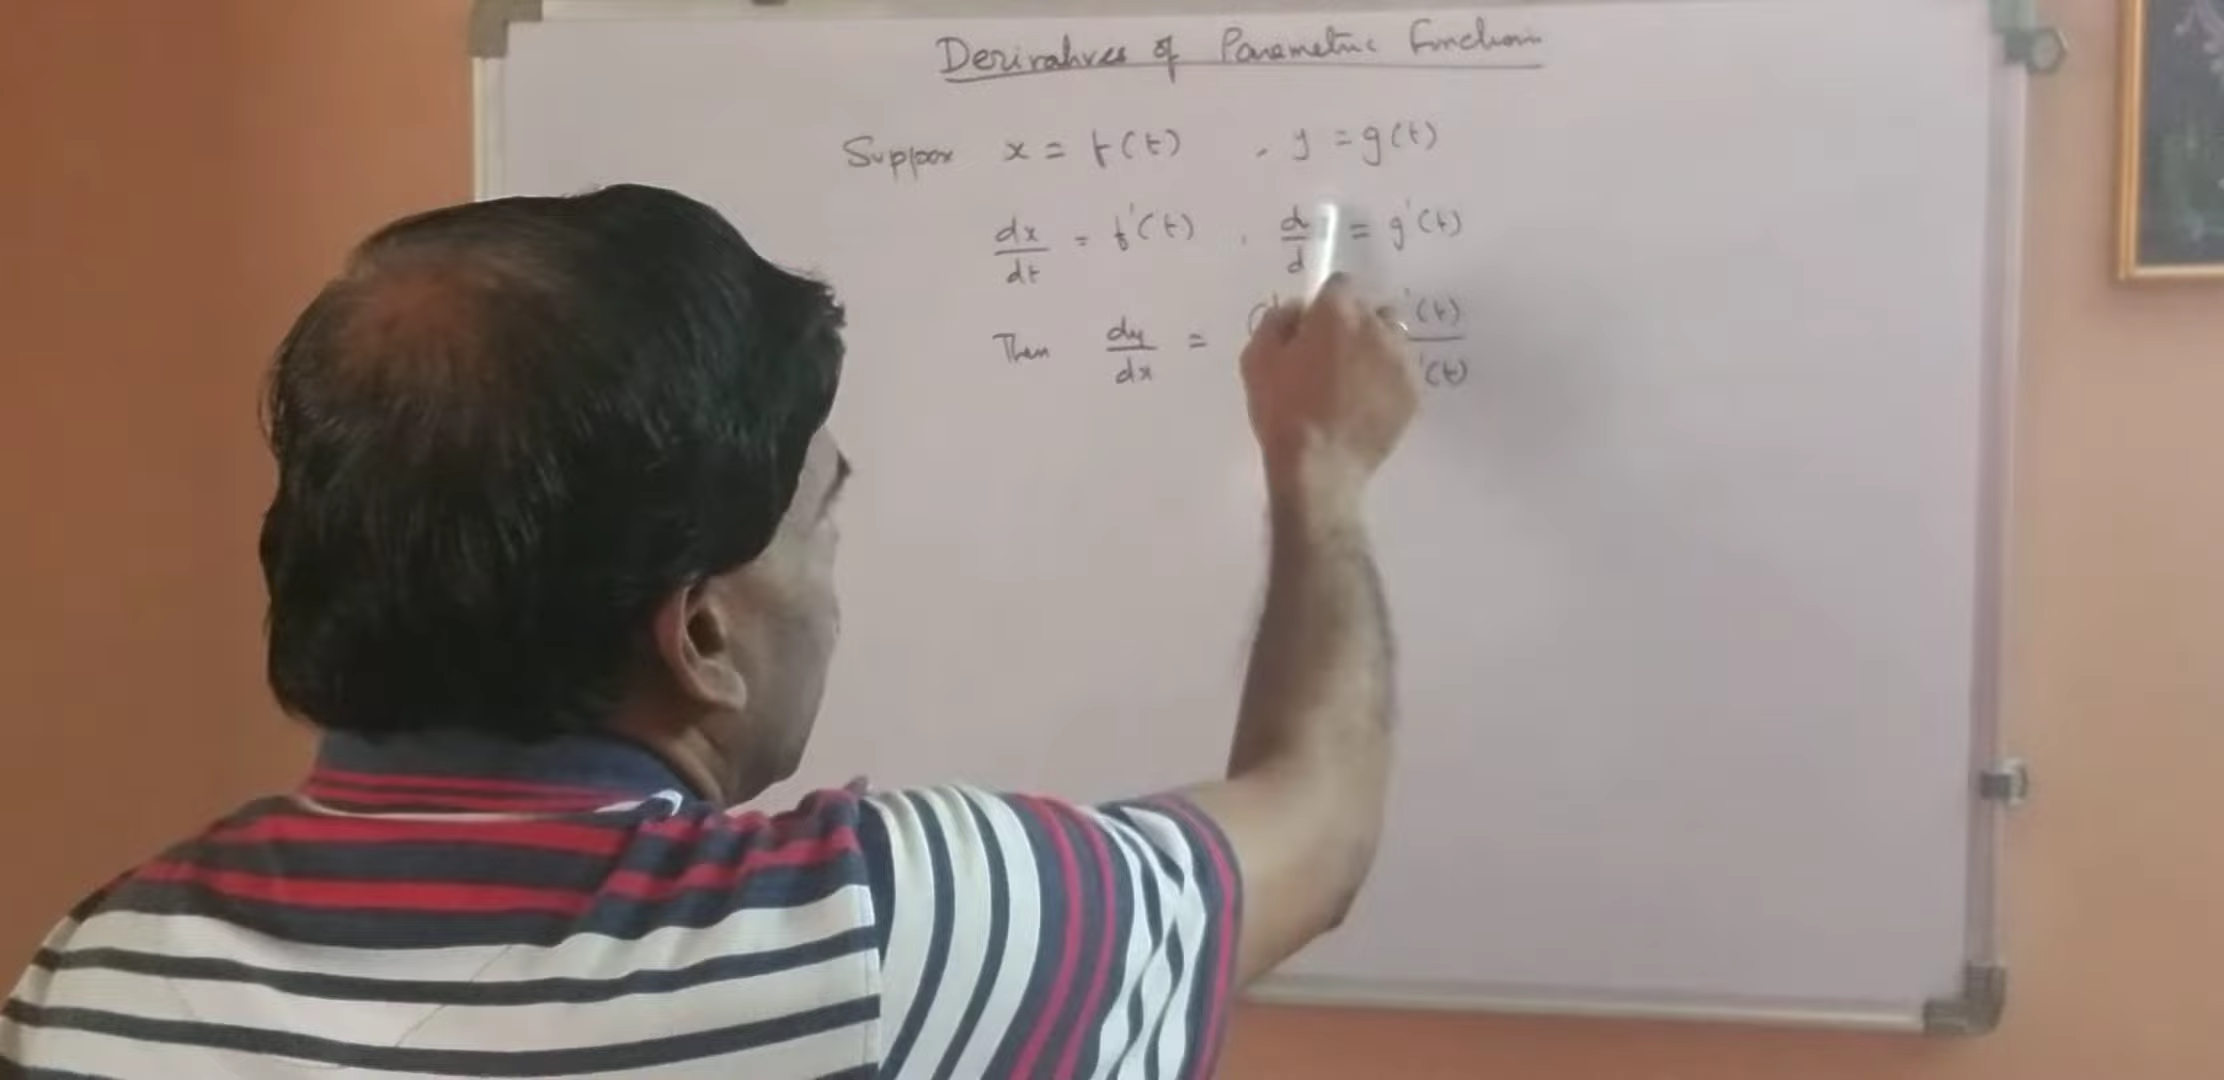 Derivatives of Parametric Functions
Suppose x = f(t) , y = g(t)
dx/dt = f'(t) , d = g'(t)
Then dy/dx = '(t) / '(t)